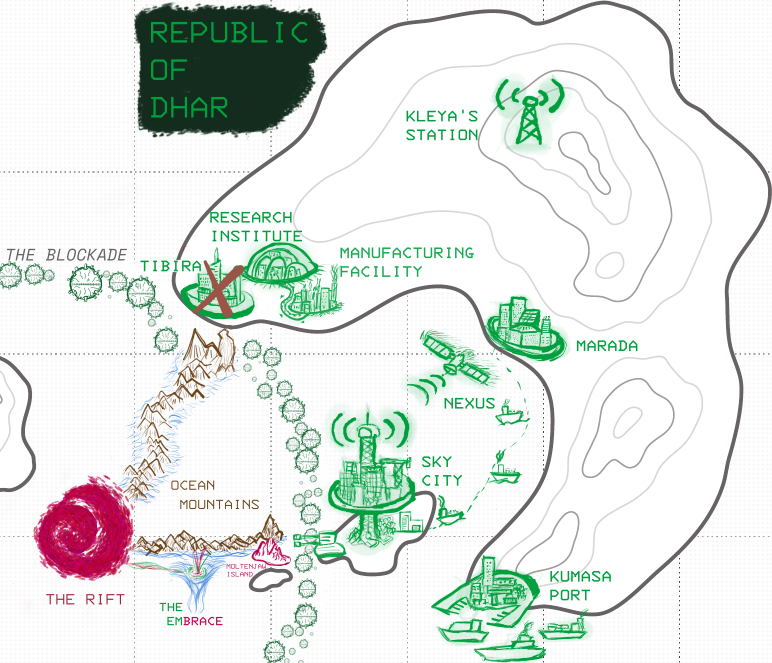 REPUBLIC
OF
DHAR
KLEYA'S
STATION
RESEARCH
INSTITUTE
THE BLOCKADE
TIBIRA
MANUFACTURING
FACILITY
MARADA
NEXUS
SKY
CITY
OCEAN
MOUNTAINS
MOLTENJAW
ISLAND
THE RIFT
THE
EMBRACE
KUMASA
PORT